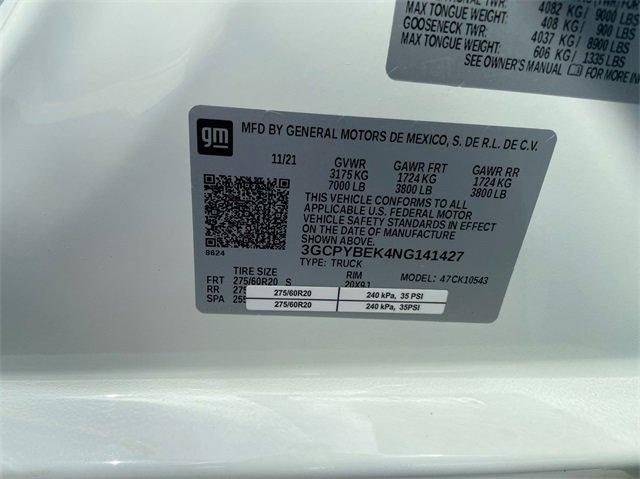 4082 KG/ 9000 LBS
MAX TONGUE WEIGHT: 408 KG/ 900 LBS
GOOSENECK TWR: 4037 KG/ 8900 LBS
MAX TONGUE WEIGHT: 606 KG/ 1335 LBS
SEE OWNER'S MANUAL FOR MORE
gm MFD BY GENERAL MOTORS DE MEXICO, S. DE R.L. DE C.V.
11/21 GVWR GAWR FRT GAWR RR
3175 KG 1724 KG 1724 KG
7000 LB 3800 LB 3800 LB
THIS VEHICLE CONFORMS TO ALL
APPLICABLE U.S. FEDERAL MOTOR
VEHICLE SAFETY STANDARDS IN EFFECT
ON THE DATE OF MANUFACTURE
SHOWN ABOVE.
3GCPYBEK4NG141427
8624 TYPE: TRUCK
TIRE SIZE RIM MODEL: 47CK10543
FRT 275/60R20 S 20X9J
RR 275/60R20 240 kPa, 35 PSI
SPA 275/60R20 240 kPa, 35PSI